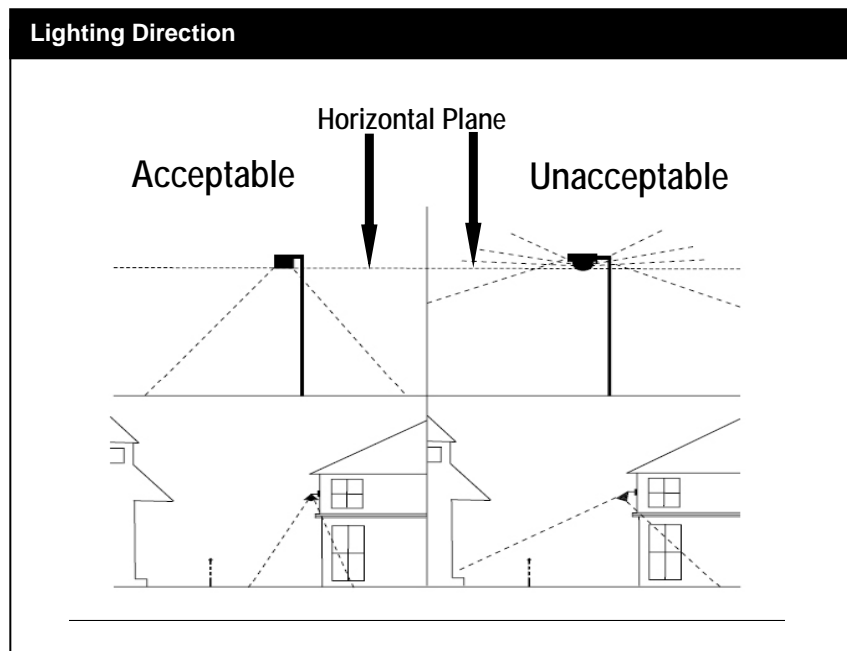 Lighting Direction
Horizontal Plane
Acceptable
Unacceptable